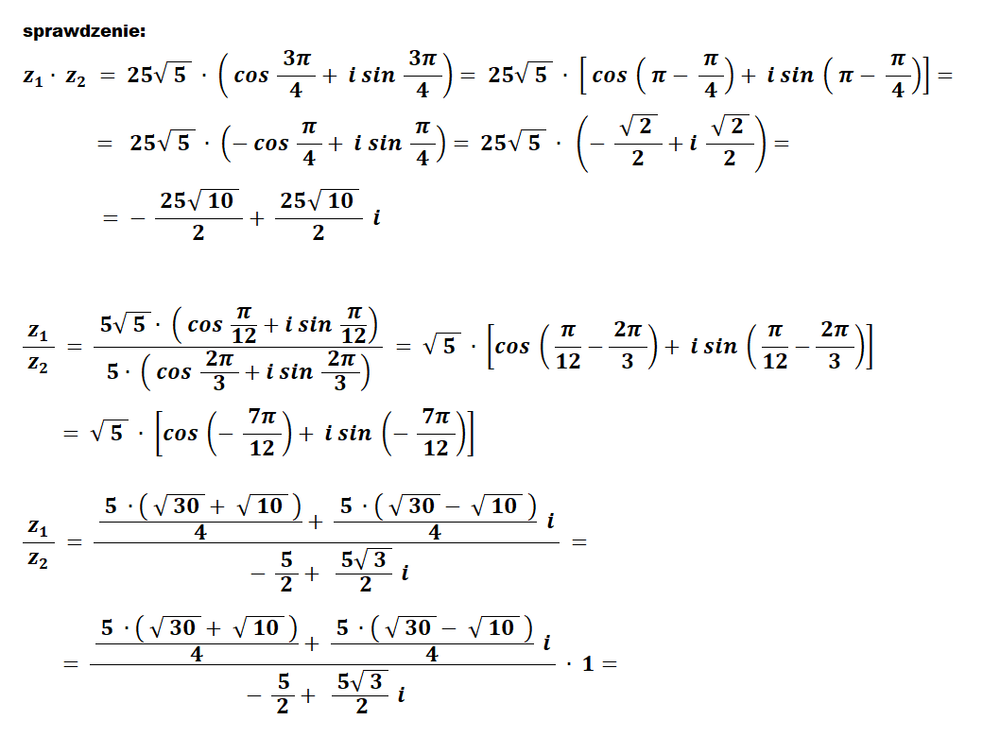 sprawdzenie:
z₁ · z₂ = 25√5 · (cos 3π/4 + i sin 3π/4) = 25√5 · [cos (π − π/4) + i sin (π − π/4)] =
= 25√5 · (− cos π/4 + i sin π/4) = 25√5 · (− √2/2 + i √2/2) =
= − 25√10/2 + 25√10/2 i
z₁/z₂ = (5√5 · (cos π/12 + i sin π/12))/(5 · (cos 2π/3 + i sin 2π/3)) = √5 · [cos (π/12 − 2π/3) + i sin (π/12 − 2π/3)]
= √5 · [cos (− 7π/12) + i sin (− 7π/12)]
z₁/z₂ = ((5 · (√30 + √10))/4 + (5 · (√30 − √10))/4 i)/(− 5/2 + 5√3/2 i) =
= ((5 · (√30 + √10))/4 + (5 · (√30 − √10))/4 i)/(− 5/2 + 5√3/2 i) · 1 =